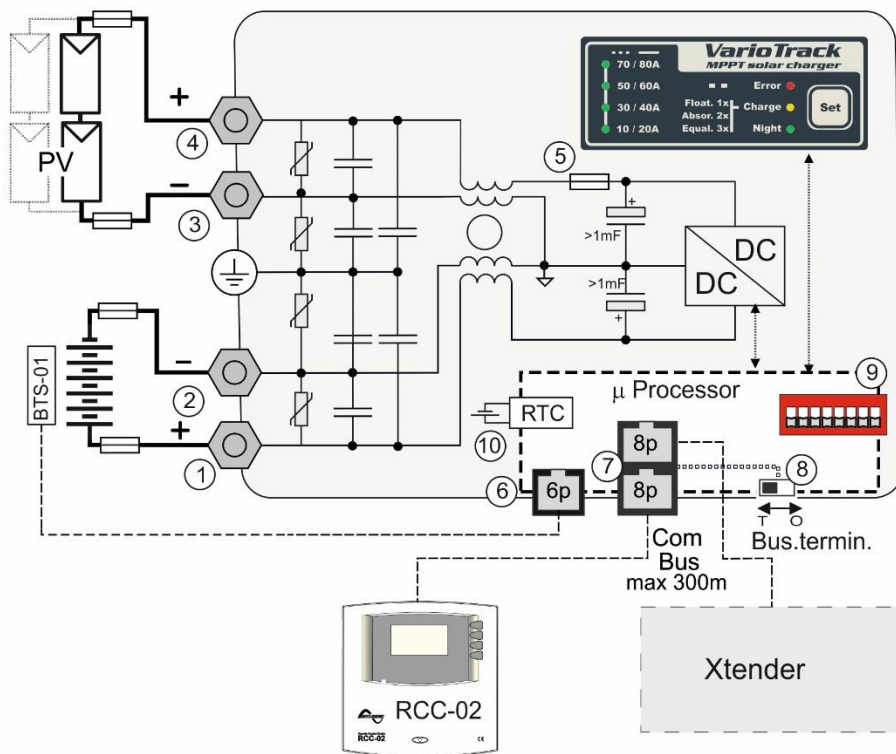 VarioTrack
MPPT solar charger
70 / 80A
50 / 60A
30 / 40A
10 / 20A
Float. 1x
Absor. 2x
Equal. 3x
Error
Charge
Night
Set
+
4
PV
−
3
5
>1mF
+
>1mF
+
DC
DC
BTS-01
−
2
+
1
μ Processor
9
RTC
10
8p
7
8p
8
6
6p
T O
Bus.termin.
Com
Bus
max 300m
RCC-02
RCC-02
Xtender